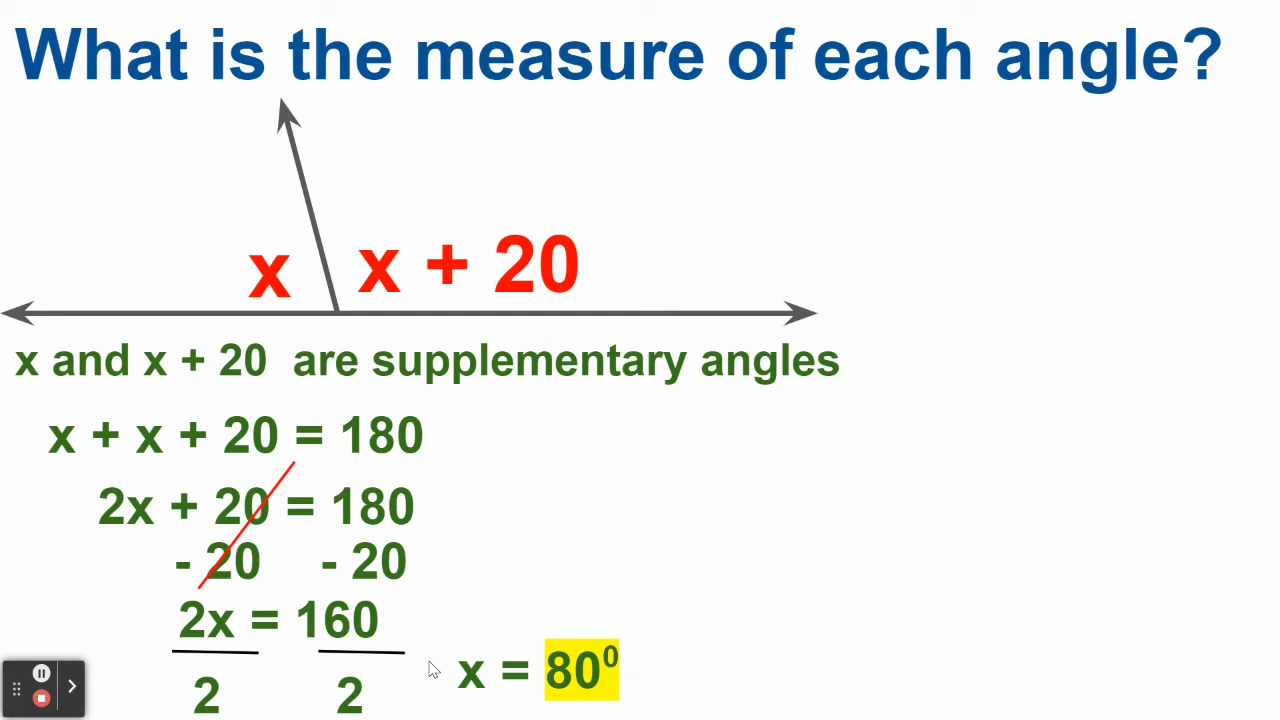 What is the measure of each angle?
x x + 20
x and x + 20 are supplementary angles
x + x + 20 = 180
2x + 20 = 180
- 20 - 20
2x = 160
2 2
x = 80⁰